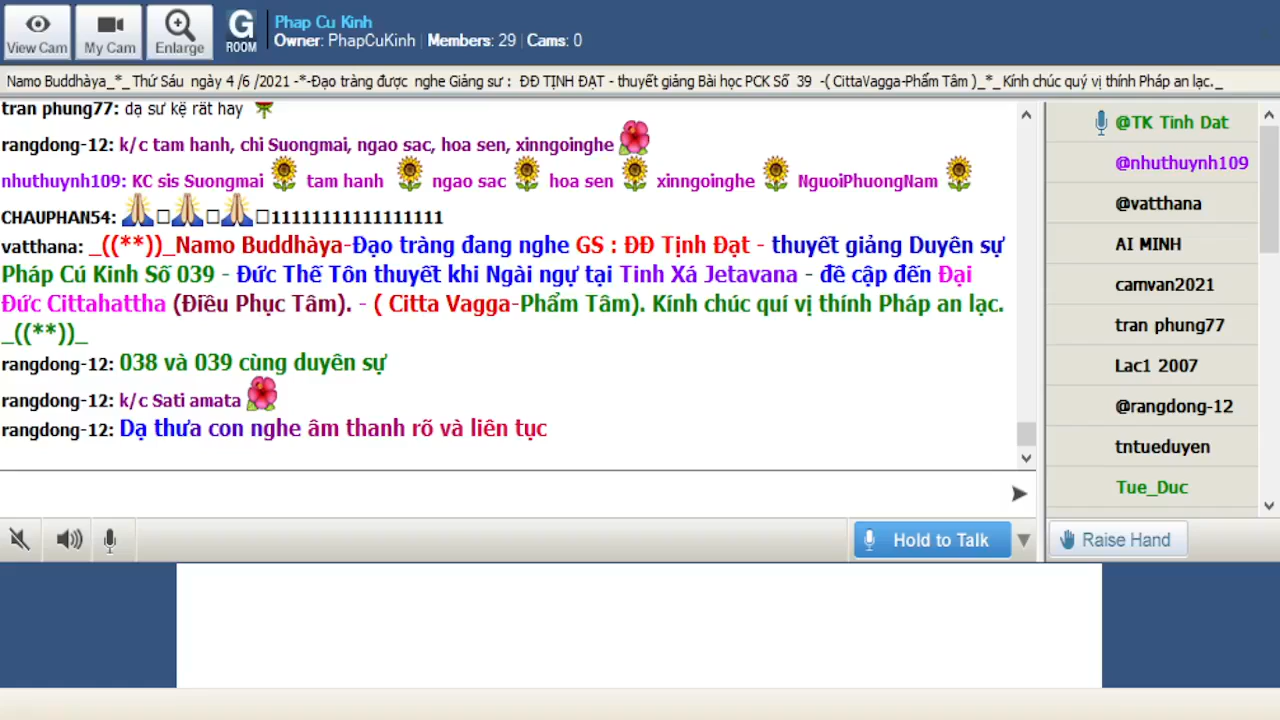 View Cam
My Cam
Enlarge
G
ROOM
Phap Cu Kinh
Owner: PhapCuKinh | Members: 29 | Cams: 0
Namo Buddhàya_*_ Thứ Sáu ngày 4 /6 /2021 -*-Đạo tràng được nghe Giảng sư : ĐĐ TỊNH ĐẠT - thuyết giảng Bài học PCK Số 39 -( CittaVagga-Phẩm Tâm )_*_ Kính chúc quý vị thính Pháp an lạc._
tran phung77: dạ sư kệ rất hay
rangdong-12: k/c tam hanh, chi Suongmai, ngao sac, hoa sen, xinngoinghe
nhuthuynh109: KC sis Suongmai tam hanh ngao sac hoa sen xinngoinghe NguoiPhuongNam
CHAUPHAN54: 11111111111111111
vatthana: _((**))_Namo Buddhàya-Đạo tràng đang nghe GS : ĐĐ Tịnh Đạt - thuyết giảng Duyên sự
Pháp Cú Kinh Số 039 - Đức Thế Tôn thuyết khi Ngài ngự tại Tinh Xá Jetavana - đề cập đến Đại
Đức Cittahattha (Điều Phục Tâm). - ( Citta Vagga-Phẩm Tâm). Kính chúc quí vị thính Pháp an lạc.
_((**))_
rangdong-12: 038 và 039 cùng duyên sự
rangdong-12: k/c Sati amata
rangdong-12: Dạ thưa con nghe âm thanh rõ và liên tục
@TK Tinh Dat
@nhuthuynh109
@vatthana
AI MINH
camvan2021
tran phung77
Lac1 2007
@rangdong-12
tntueduyen
Tue_Duc
Hold to Talk
Raise Hand